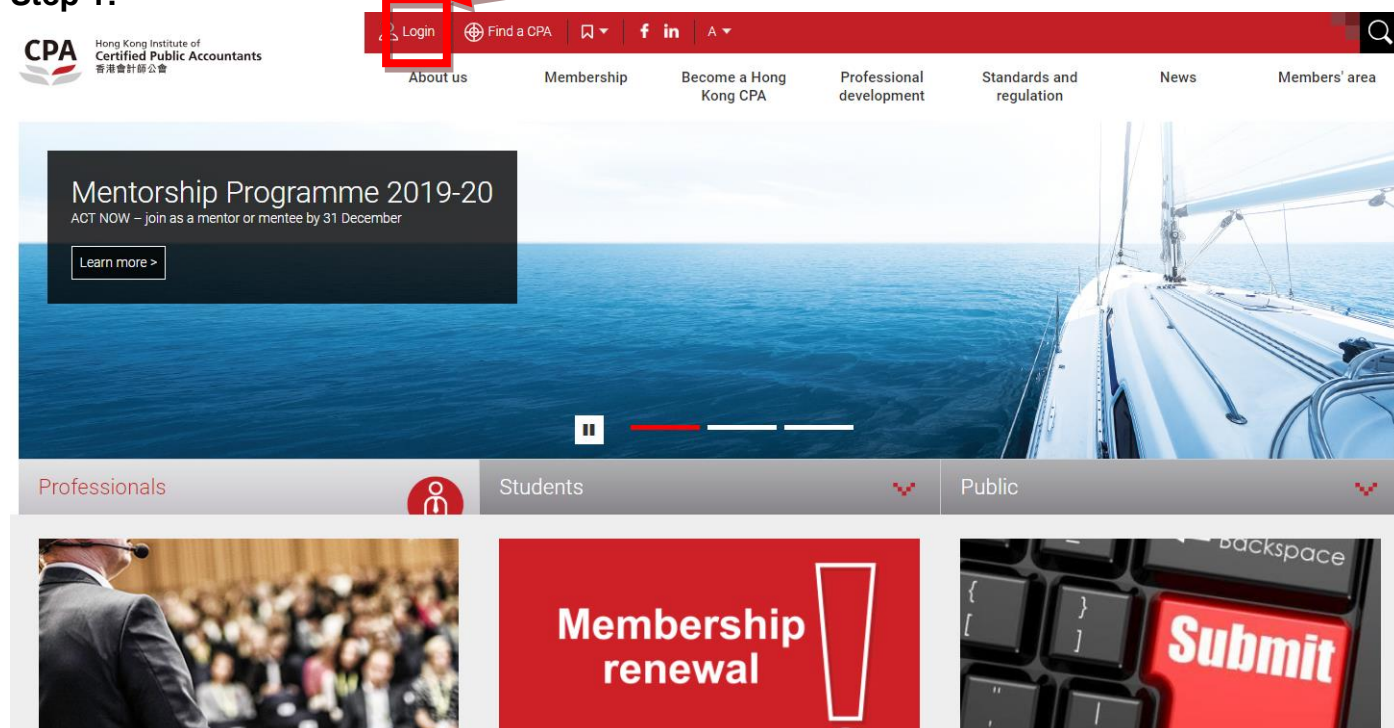 Step 1:
Login
Find a CPA
A
CPA
Hong Kong Institute of
Certified Public Accountants
香港會計師公會
About us
Membership
Become a Hong
Kong CPA
Professional
development
Standards and
regulation
News
Members' area
Mentorship Programme 2019-20
ACT NOW – join as a mentor or mentee by 31 December
Learn more >
Professionals
Students
Public
Membership
renewal
!
Backspace
{
[
}
]
Submit